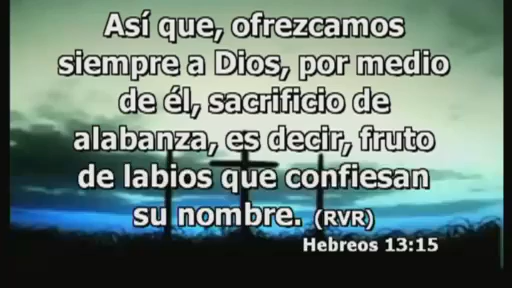 Así que, ofrezcamos
siempre a Dios, por medio
de él, sacrificio de
alabanza, es decir, fruto
de labios que confiesan
su nombre. (RVR)
Hebreos 13:15